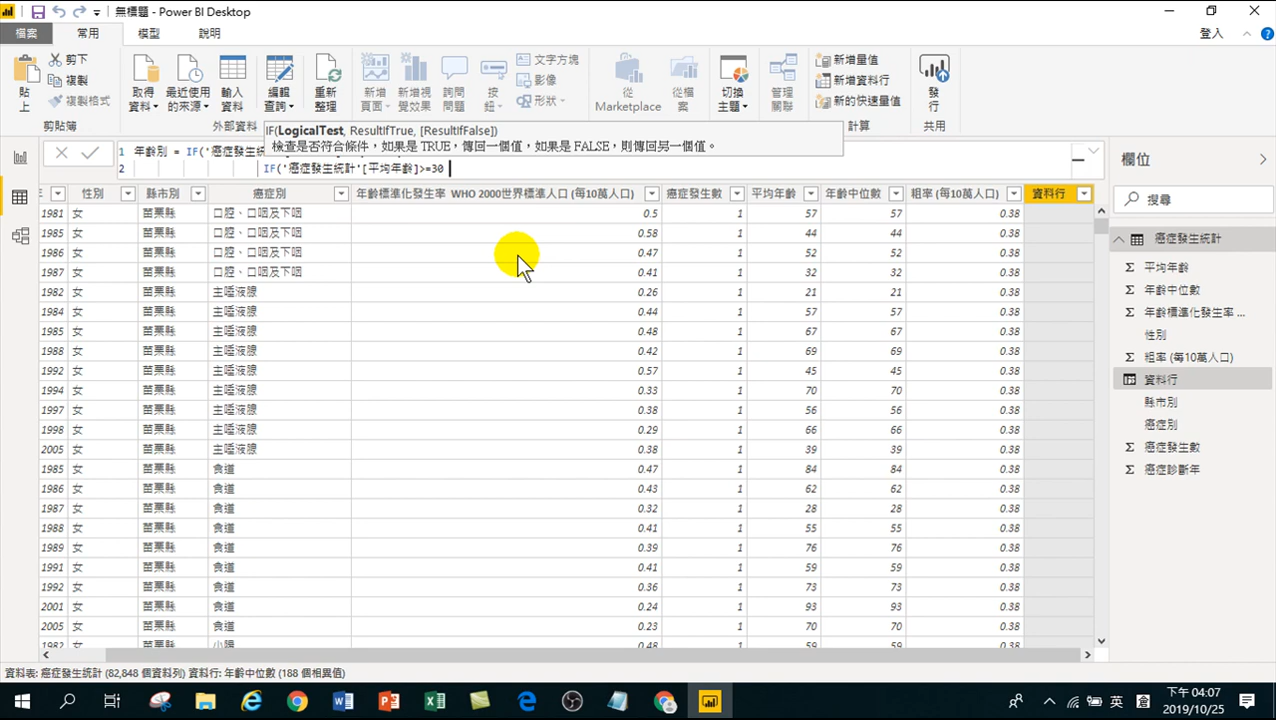 無標題 - Power BI Desktop
檔案 常用 模型 說明 登入
貼上
剪下
複製
複製格式
剪貼簿
取得資料
最近使用的來源
輸入資料
外部資料
編輯查詢
重新整理
新增頁面
新增視覺效果
詢問問題
按鈕
文字方塊
影像
形狀
從 Marketplace
從檔案
切換主題
管理關聯
新增量值
新增資料行
新的快速量值
計算
發行
共用
IF(LogicalTest, ResultIfTrue, [ResultIfFalse])
檢查是否符合條件，如果是 TRUE，傳回一個值，如果是 FALSE，則傳回另一個值。
1 年齡別 = IF('癌症發生統
2 IF('癌症發生統計'[平均年齡]>=30
年 性別 縣市別 癌症別 年齡標準化發生率 WHO 2000世界標準人口 (每10萬人口) 癌症發生數 平均年齡 年齡中位數 粗率 (每10萬人口) 資料行
1981 女 苗栗縣 口腔、口咽及下咽 0.5 1 57 57 0.38
1985 女 苗栗縣 口腔、口咽及下咽 0.58 1 44 44 0.38
1986 女 苗栗縣 口腔、口咽及下咽 0.47 1 52 52 0.38
1987 女 苗栗縣 口腔、口咽及下咽 0.41 1 32 32 0.38
1982 女 苗栗縣 主唾液腺 0.26 1 21 21 0.38
1984 女 苗栗縣 主唾液腺 0.44 1 57 57 0.38
1985 女 苗栗縣 主唾液腺 0.48 1 67 67 0.38
1988 女 苗栗縣 主唾液腺 0.42 1 69 69 0.38
1992 女 苗栗縣 主唾液腺 0.57 1 45 45 0.38
1994 女 苗栗縣 主唾液腺 0.33 1 70 70 0.38
1997 女 苗栗縣 主唾液腺 0.38 1 56 56 0.38
1998 女 苗栗縣 主唾液腺 0.29 1 66 66 0.38
2005 女 苗栗縣 主唾液腺 0.38 1 39 39 0.38
1985 女 苗栗縣 食道 0.47 1 84 84 0.38
1986 女 苗栗縣 食道 0.43 1 62 62 0.38
1987 女 苗栗縣 食道 0.32 1 28 28 0.38
1988 女 苗栗縣 食道 0.41 1 55 55 0.38
1989 女 苗栗縣 食道 0.39 1 76 76 0.38
1991 女 苗栗縣 食道 0.41 1 59 59 0.38
1992 女 苗栗縣 食道 0.36 1 73 73 0.38
2001 女 苗栗縣 食道 0.24 1 93 93 0.38
2005 女 苗栗縣 食道 0.23 1 70 70 0.38
1982 女 苗栗縣 小腸 0.48 1 59 59 0.38
欄位
搜尋
癌症發生統計
平均年齡
年齡中位數
年齡標準化發生率 ...
性別
粗率 (每10萬人口)
資料行
縣市別
癌症別
癌症發生數
癌症診斷年
資料表: 癌症發生統計 (82,848 個資料列) 資料行: 年齡中位數 (188 個相異值)
英
下午 04:07
2019/10/25